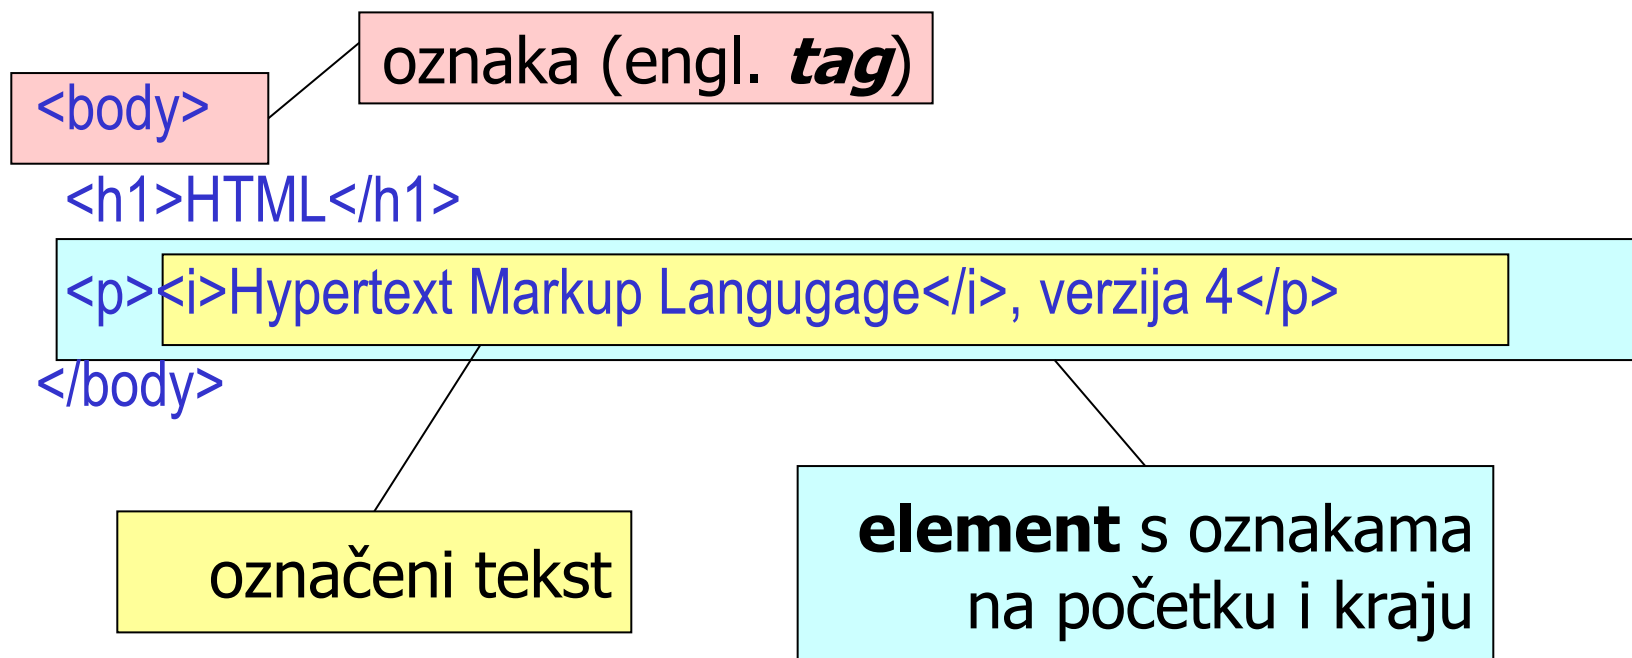 oznaka (engl. tag)
<body>
<h1>HTML</h1>
<p><i>Hypertext Markup Langugage</i>, verzija 4</p>
</body>
označeni tekst
element s oznakama
na početku i kraju